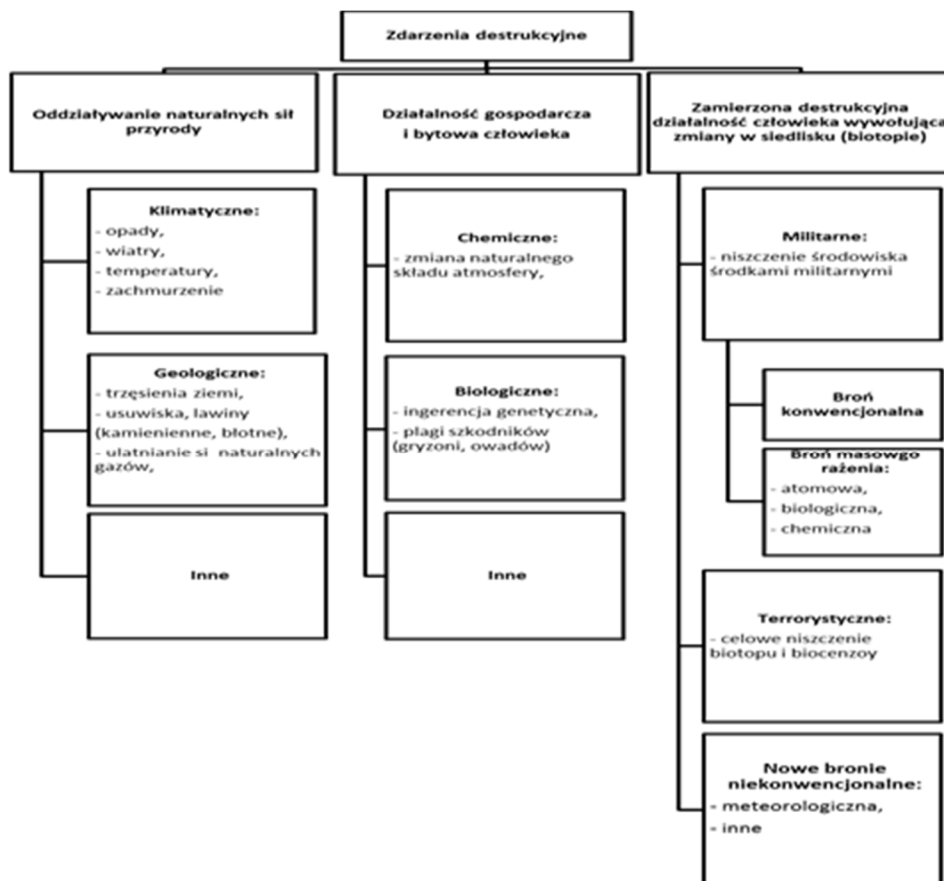 Zdarzenia destrukcyjne
Oddziaływanie naturalnych sił
przyrody
Klimatyczne:
- opady,
- wiatry,
- temperatury,
- zachmurzenie
Geologiczne:
- trzęsienia ziemi,
- usuwiska, lawiny
(kamienienne, błotne),
- ulatnianie si naturalnych
gazów,
Inne
Działalność gospodarcza
i bytowa człowieka
Chemiczne:
- zmiana naturalnego
składu atmosfery,
Biologiczne:
- ingerencja genetyczna,
- plagi szkodników
(gryzoni, owadów)
Inne
Zamierzona destrukcyjna
działalność człowieka wywołująca
zmiany w siedlisku (biotopie)
Militarne:
- niszczenie środowiska
środkami militarnymi
Broń
konwencjonalna
Broń masowgo
rażenia:
- atomowa,
- biologiczna,
- chemiczna
Terrorystyczne:
- celowe niszczenie
biotopu i biocenzoy
Nowe bronie
niekonwencjonalne:
- meteorologiczna,
- inne